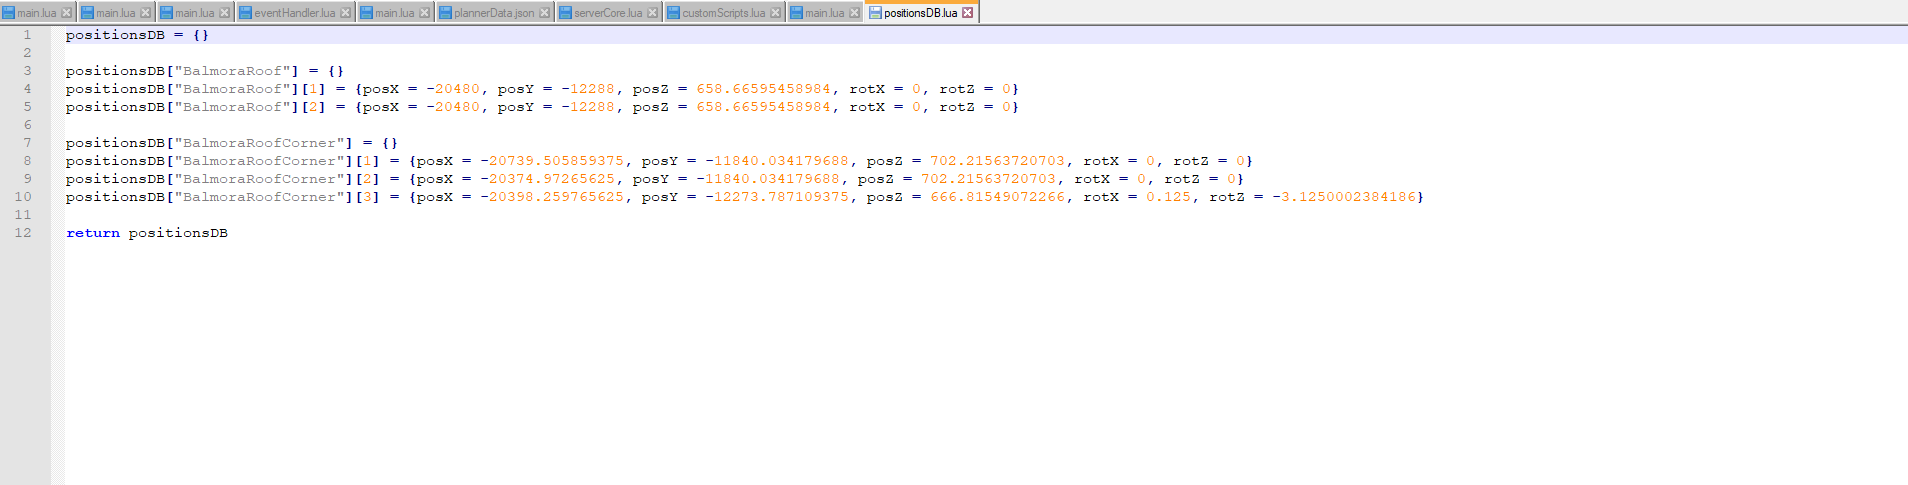 main.lua main.lua main.lua eventHandler.lua main.lua plannerData.json serverCore.lua customScripts.lua main.lua positionsDB.lua
1 positionsDB = {}
2
3 positionsDB["BalmoraRoof"] = {}
4 positionsDB["BalmoraRoof"][1] = {posX = -20480, posY = -12288, posZ = 658.66595458984, rotX = 0, rotZ = 0}
5 positionsDB["BalmoraRoof"][2] = {posX = -20480, posY = -12288, posZ = 658.66595458984, rotX = 0, rotZ = 0}
6
7 positionsDB["BalmoraRoofCorner"] = {}
8 positionsDB["BalmoraRoofCorner"][1] = {posX = -20739.505859375, posY = -11840.034179688, posZ = 702.21563720703, rotX = 0, rotZ = 0}
9 positionsDB["BalmoraRoofCorner"][2] = {posX = -20374.97265625, posY = -11840.034179688, posZ = 702.21563720703, rotX = 0, rotZ = 0}
10 positionsDB["BalmoraRoofCorner"][3] = {posX = -20398.259765625, posY = -12273.787109375, posZ = 666.81549072266, rotX = 0.125, rotZ = -3.1250002384186}
11
12 return positionsDB